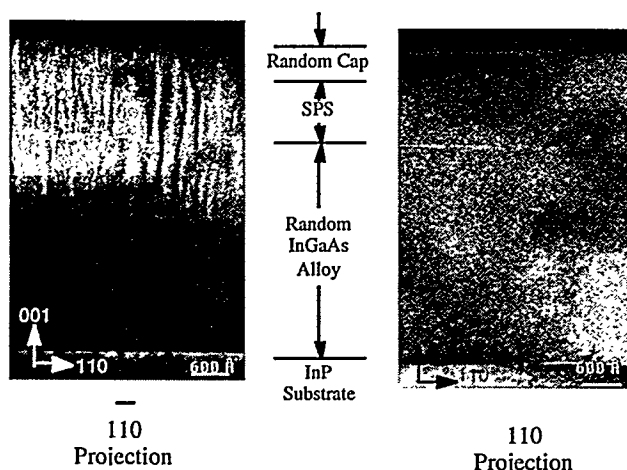 Random Cap
SPS
Random
InGaAs
Alloy
InP
Substrate
001
110
600 Å
110
Projection
110
600 Å
110
Projection